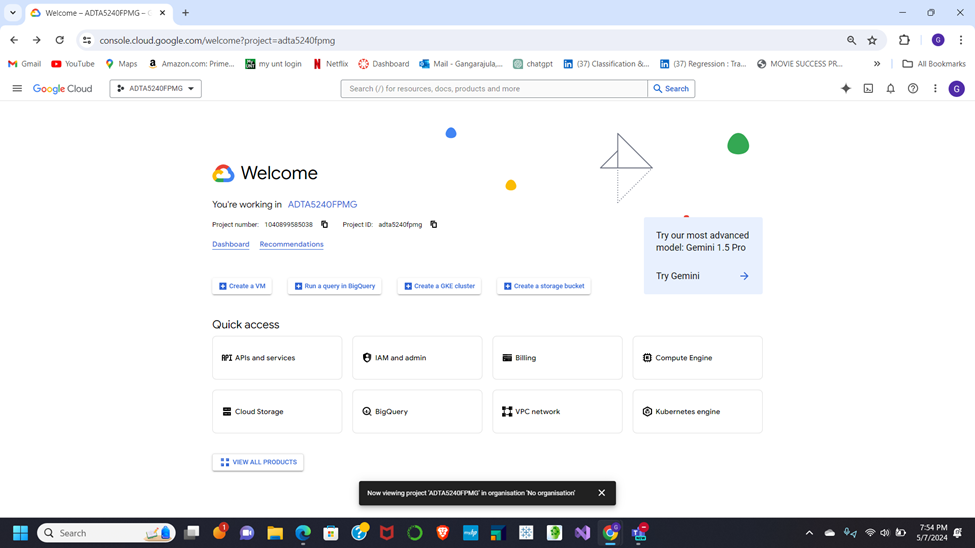 Welcome – ADTA5240FPMG – G
console.cloud.google.com/welcome?project=adta5240fpmg
G
Gmail
YouTube
Maps
Amazon.com: Prime...
my unt login
Netflix
Dashboard
Mail - Gangarajula,...
chatgpt
(37) Classification &...
(37) Regression : Tra...
MOVIE SUCCESS PR...
All Bookmarks
Google Cloud
ADTA5240FPMG
Search (/) for resources, docs, products and more
Search
G
Welcome
You're working in ADTA5240FPMG
Project number: 1040899585038 Project ID: adta5240fpmg
Dashboard Recommendations
Try our most advanced
model: Gemini 1.5 Pro
Try Gemini
Create a VM
Run a query in BigQuery
Create a GKE cluster
Create a storage bucket
Quick access
API APIs and services
IAM and admin
Billing
Compute Engine
Cloud Storage
BigQuery
VPC network
Kubernetes engine
VIEW ALL PRODUCTS
Now viewing project 'ADTA5240FPMG' in organisation 'No organisation'
Search
1
7:54 PM
5/7/2024